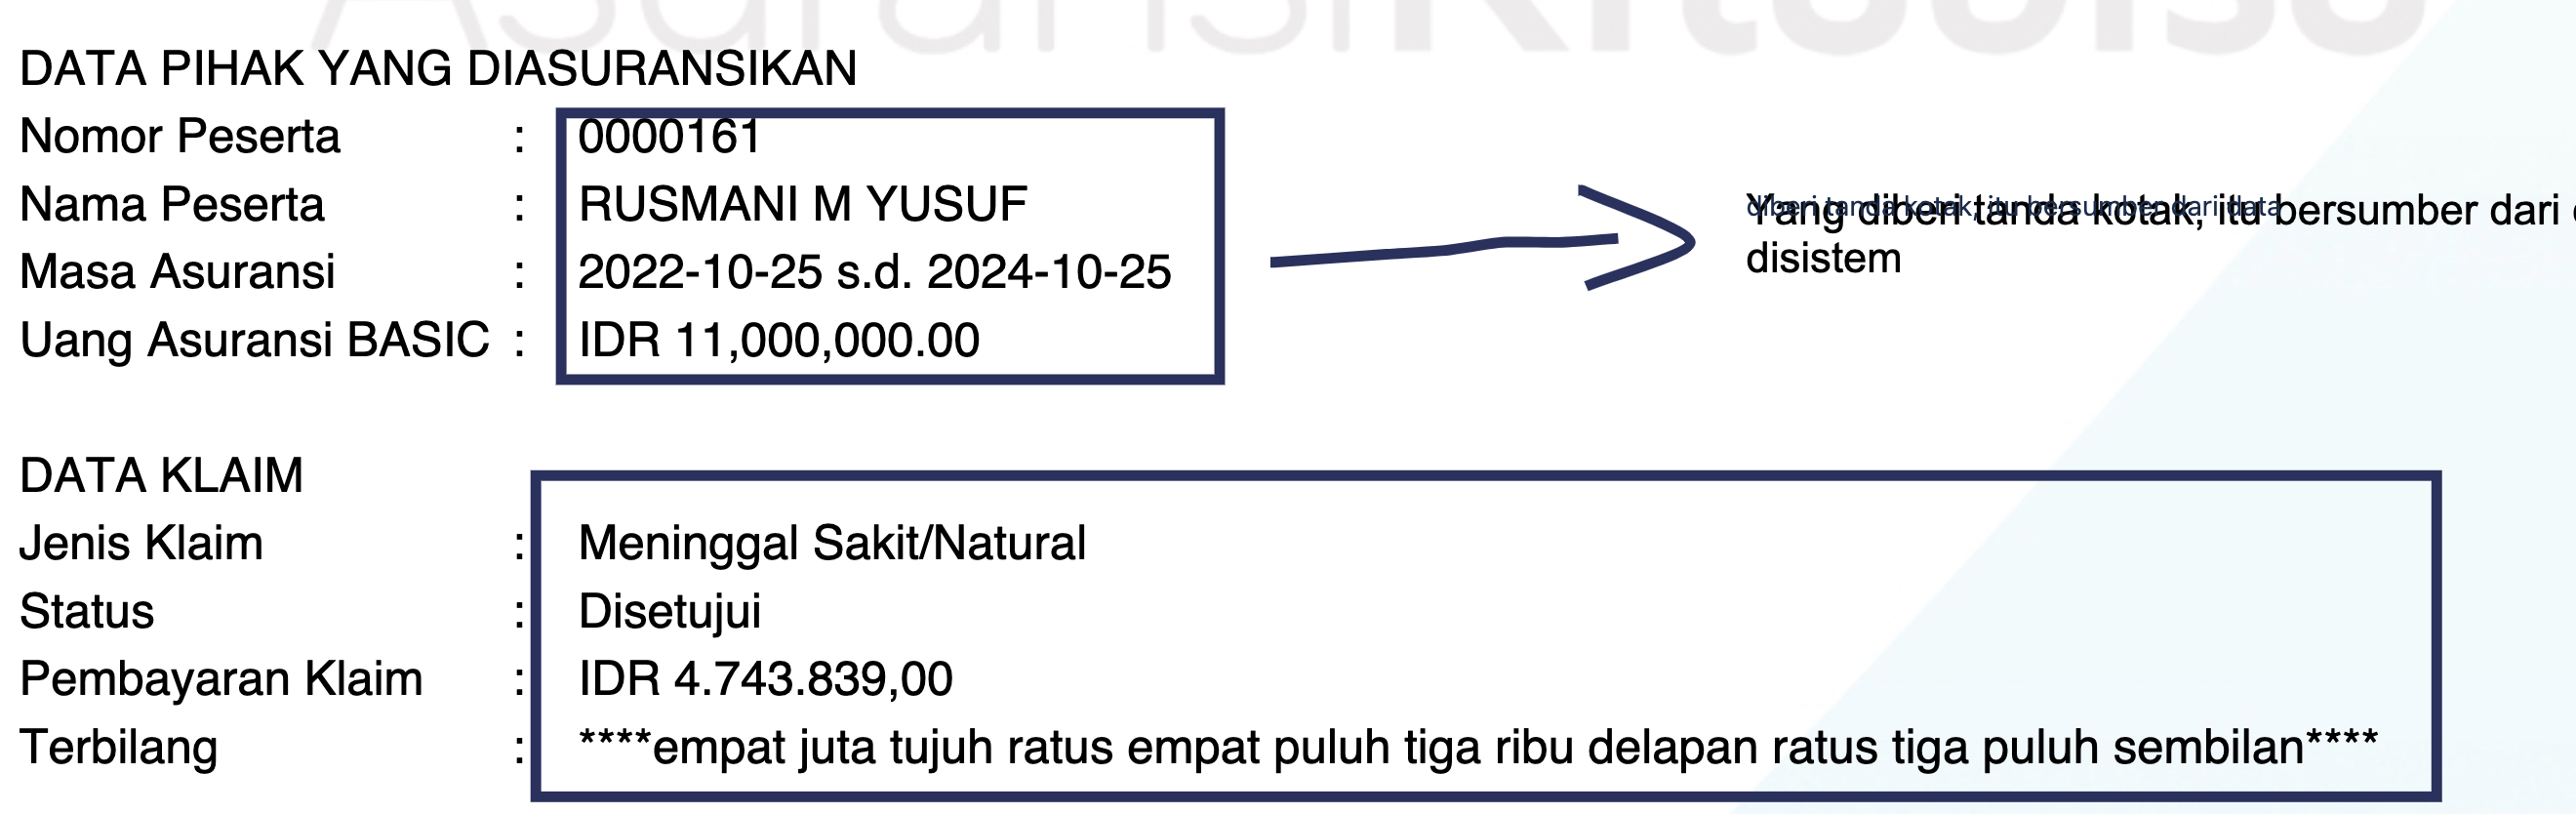 DATA PIHAK YANG DIASURANSIKAN
Nomor Peserta : 0000161
Nama Peserta : RUSMANI M YUSUF
Masa Asuransi : 2022-10-25 s.d. 2024-10-25
Uang Asuransi BASIC : IDR 11,000,000.00
Yang diberi tanda kotak, itu bersumber dari
disistem
diberi tanda kotak, itu bersumber dari data
DATA KLAIM
Jenis Klaim : Meninggal Sakit/Natural
Status : Disetujui
Pembayaran Klaim : IDR 4.743.839,00
Terbilang : ****empat juta tujuh ratus empat puluh tiga ribu delapan ratus tiga puluh sembilan****